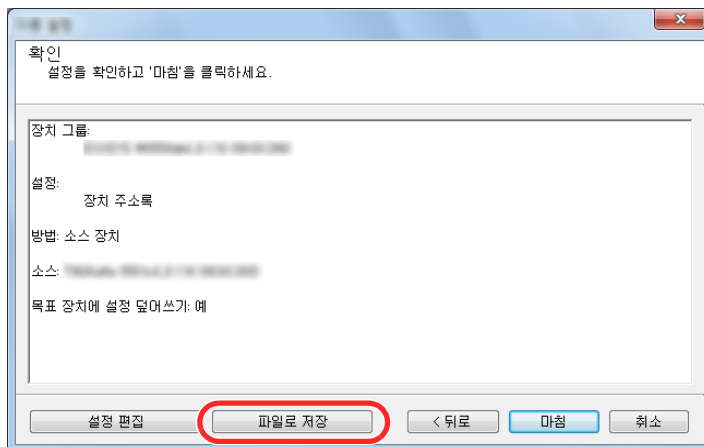 확인
설정을 확인하고 '마침'을 클릭하세요.
장치 그룹:
설정:
장치 주소록
방법: 소스 장치
소스:
목표 장치에 설정 덮어쓰기: 예
설정 편집
파일로 저장
< 뒤로
마침
취소